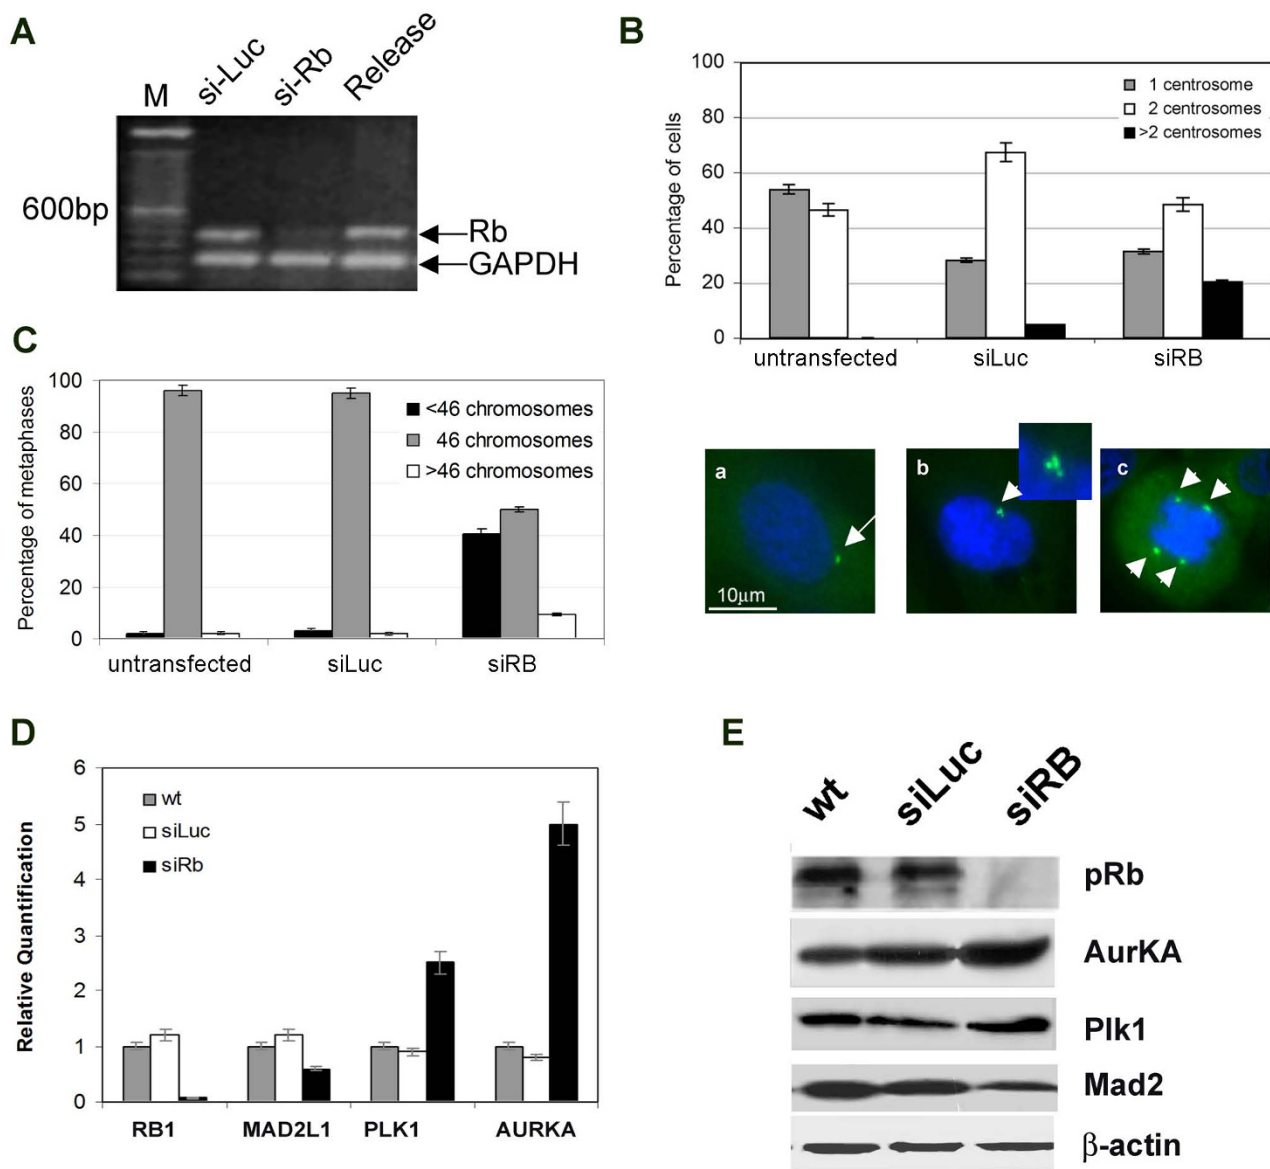 A
M
si-Luc
si-Rb
Release
600bp
Rb
GAPDH
B
Percentage of cells
100
80
60
40
20
0
1 centrosome
2 centrosomes
>2 centrosomes
untransfected siLuc siRB
a
b
c
10μm
C
Percentage of metaphases
100
80
60
40
20
0
<46 chromosomes
46 chromosomes
>46 chromosomes
untransfected siLuc siRB
D
Relative Quantification
6
5
4
3
2
1
0
wt
siLuc
siRb
RB1 MAD2L1 PLK1 AURKA
E
wt
siLuc
siRB
pRb
AurKA
Plk1
Mad2
β-actin